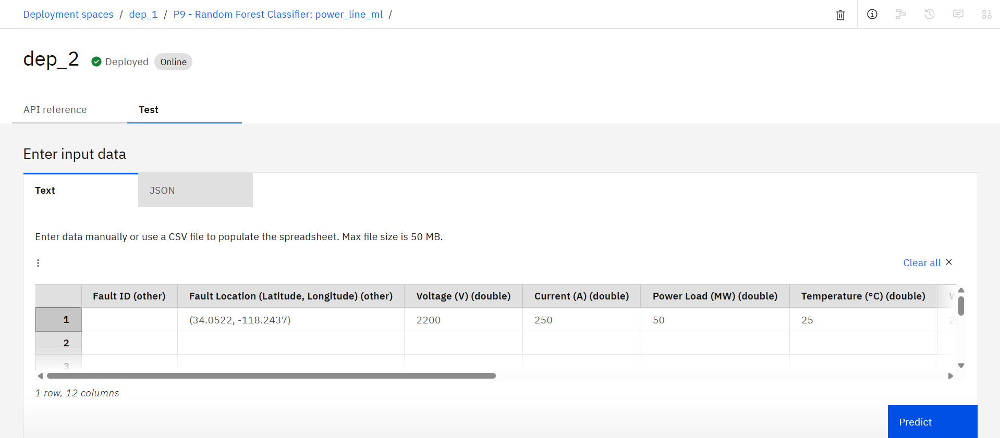 Deployment spaces / dep_1 / P9 - Random Forest Classifier: power_line_ml /
dep_2 Deployed Online
API reference Test
Enter input data
Text JSON
Enter data manually or use a CSV file to populate the spreadsheet. Max file size is 50 MB.
Clear all
Fault ID (other) Fault Location (Latitude, Longitude) (other) Voltage (V) (double) Current (A) (double) Power Load (MW) (double) Temperature (°C) (double)
1 (34.0522, -118.2437) 2200 250 50 25
2
3
1 row, 12 columns
Predict